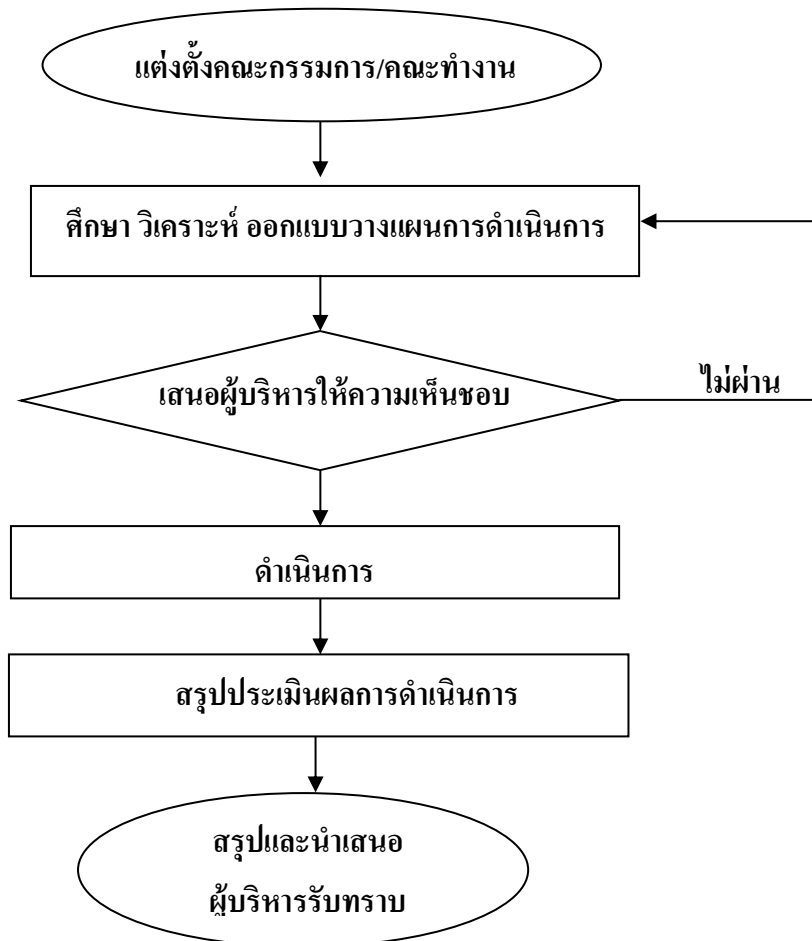 แต่งตั้งคณะกรรมการ/คณะทำงาน
ศึกษา วิเคราะห์ ออกแบบวางแผนการดำเนินการ
เสนอผู้บริหารให้ความเห็นชอบ
ไม่ผ่าน
ดำเนินการ
สรุปประเมินผลการดำเนินการ
สรุปและนำเสนอ
ผู้บริหารรับทราบ